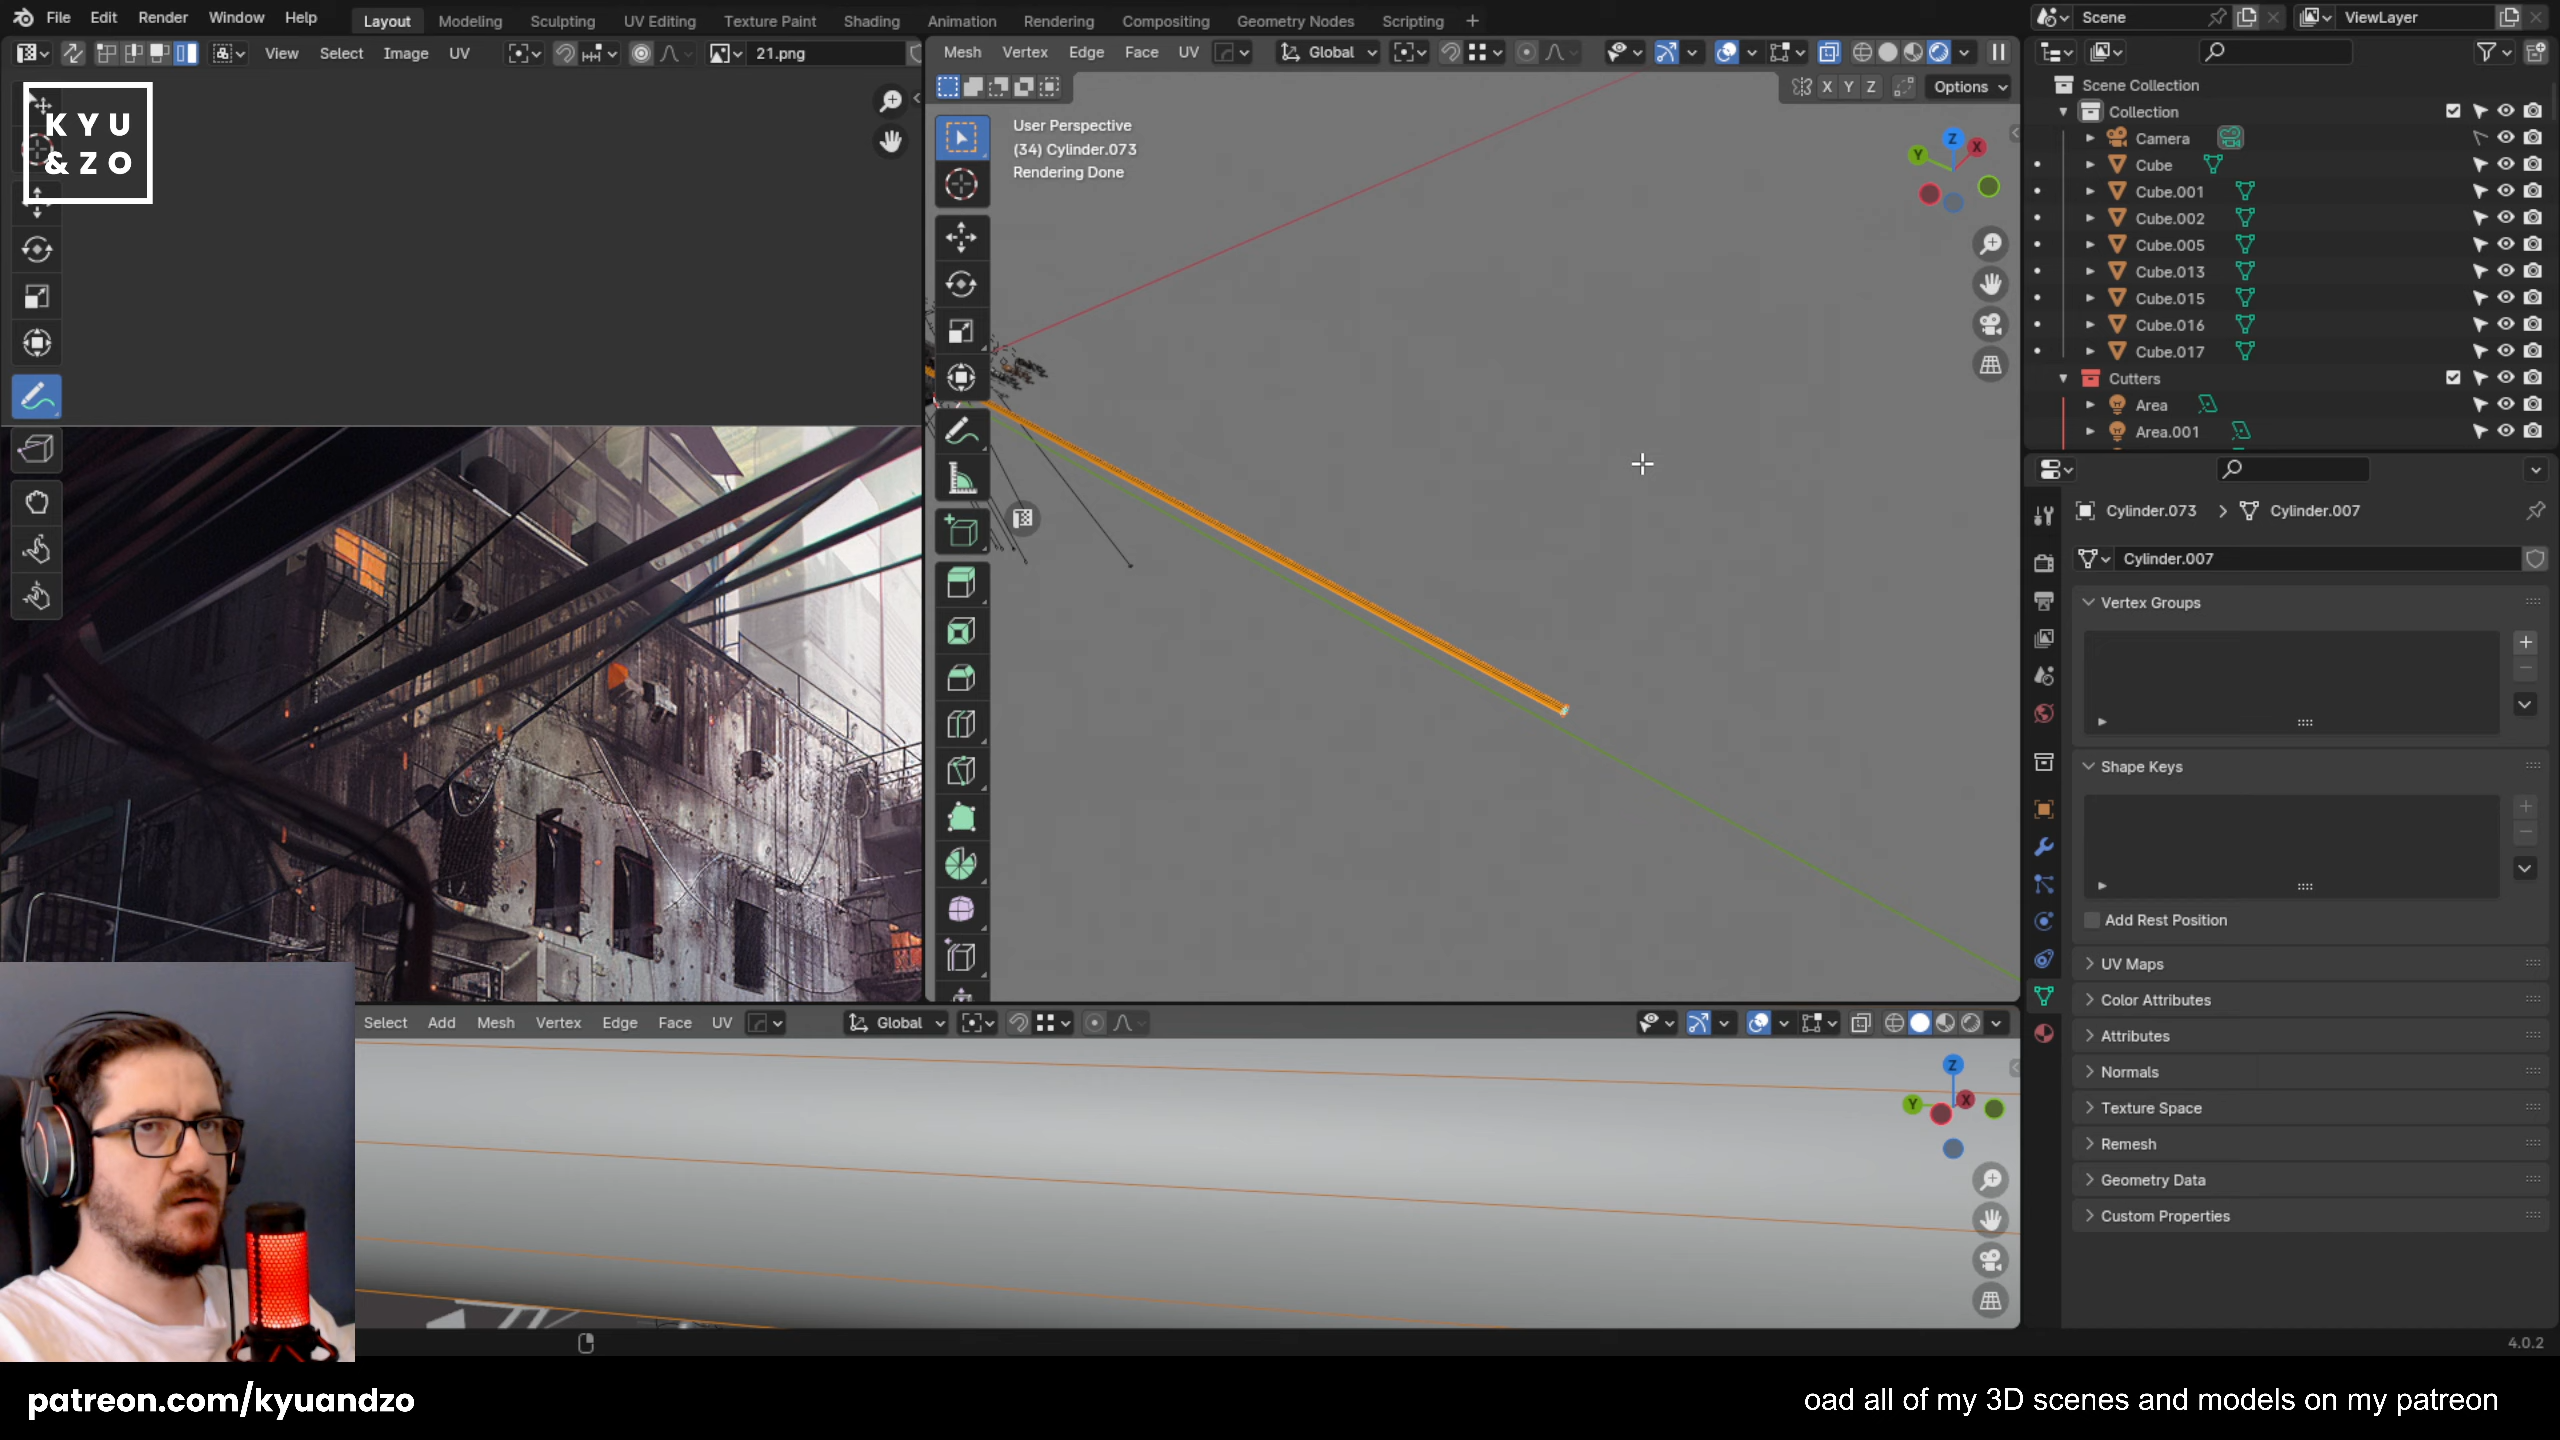 File Edit Render Window Help
Layout Modeling Sculpting UV Editing Texture Paint Shading Animation Rendering Compositing Geometry Nodes Scripting +
Scene
ViewLayer
View Select Image UV
21.png
Mesh Vertex Edge Face UV
Global
X Y Z
Options
KYU
&ZO
User Perspective
(34) Cylinder.073
Rendering Done
Z
Y
X
Scene Collection
Collection
Camera
Cube
Cube.001
Cube.002
Cube.005
Cube.013
Cube.015
Cube.016
Cube.017
Cutters
Area
Area.001
Cylinder.073 > Cylinder.007
Cylinder.007
Vertex Groups
Shape Keys
Add Rest Position
UV Maps
Color Attributes
Attributes
Normals
Texture Space
Remesh
Geometry Data
Custom Properties
Select Add Mesh Vertex Edge Face UV
Global
Z
Y
X
4.0.2
patreon.com/kyuandzo
oad all of my 3D scenes and models on my patreon